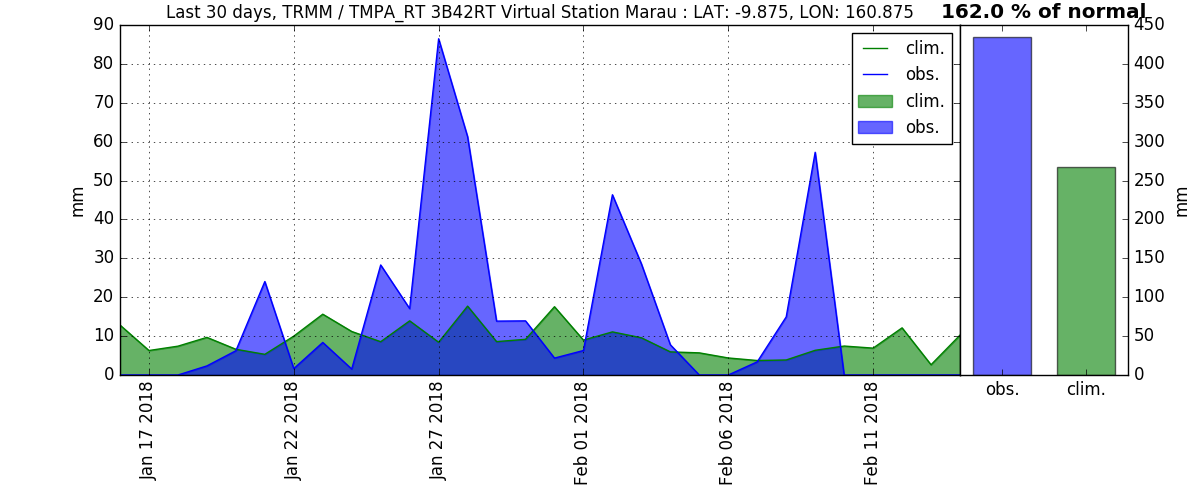 Last 30 days, TRMM / TMPA_RT 3B42RT Virtual Station Marau : LAT: -9.875, LON: 160.875
162.0 % of normal
90
80
70
60
50
40
30
20
10
0
mm
clim.
obs.
clim.
obs.
Jan 17 2018
Jan 22 2018
Jan 27 2018
Feb 01 2018
Feb 06 2018
Feb 11 2018
450
400
350
300
250
200
150
100
50
0
mm
obs.
clim.